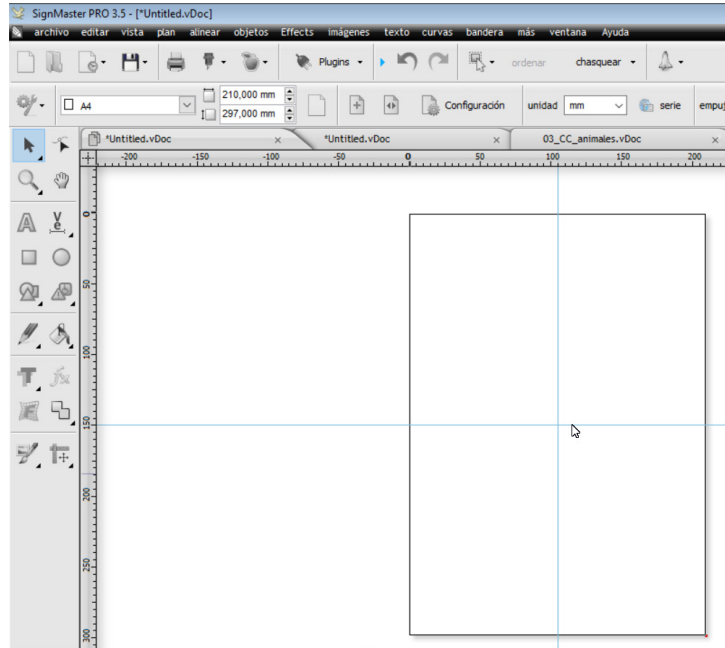 SignMaster PRO 3.5 - [*Untitled.vDoc]
archivo editar vista plan alinear objetos Effects imágenes texto curvas bandera más ventana Ayuda
Plugins ordenar chasquear
A4 210,000 mm 297,000 mm Configuración unidad mm serie empuj
*Untitled.vDoc × *Untitled.vDoc × 03_CC_animales.vDoc ×
-200 -150 -100 -50 0 50 100 150 200
0
50
100
150
200
250
300